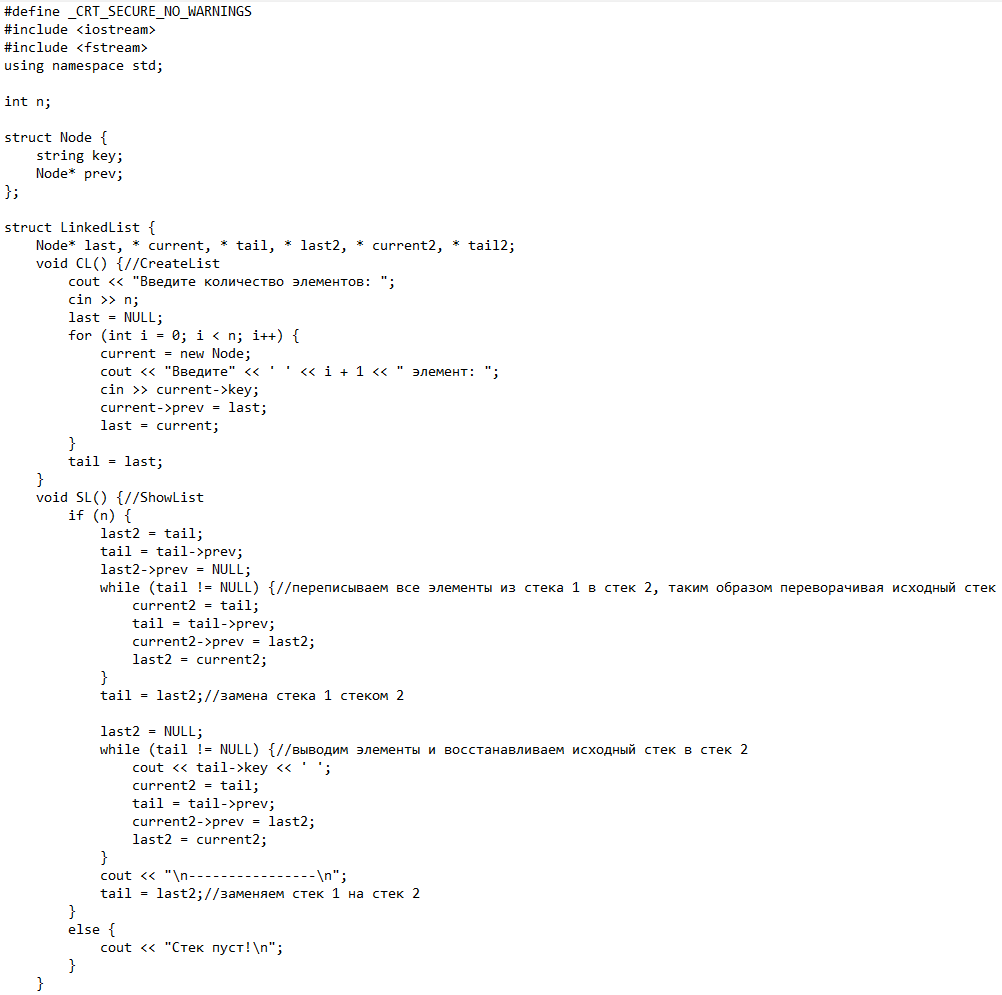 #define _CRT_SECURE_NO_WARNINGS
#include <iostream>
#include <fstream>
using namespace std;

int n;

struct Node {
    string key;
    Node* prev;
};

struct LinkedList {
    Node* last, * current, * tail, * last2, * current2, * tail2;
    void CL() {//CreateList
        cout << "Введите количество элементов: ";
        cin >> n;
        last = NULL;
        for (int i = 0; i < n; i++) {
            current = new Node;
            cout << "Введите" << ' ' << i + 1 << " элемент: ";
            cin >> current->key;
            current->prev = last;
            last = current;
        }
        tail = last;
    }
    void SL() {//ShowList
        if (n) {
            last2 = tail;
            tail = tail->prev;
            last2->prev = NULL;
            while (tail != NULL) {//переписываем все элементы из стека 1 в стек 2, таким образом переворачивая исходный стек
                current2 = tail;
                tail = tail->prev;
                current2->prev = last2;
                last2 = current2;
            }
            tail = last2;//замена стека 1 стеком 2

            last2 = NULL;
            while (tail != NULL) {//выводим элементы и восстанавливаем исходный стек в стек 2
                cout << tail->key << ' ';
                current2 = tail;
                tail = tail->prev;
                current2->prev = last2;
                last2 = current2;
            }
            cout << "\n----------------\n";
            tail = last2;//заменяем стек 1 на стек 2
        }
        else {
            cout << "Стек пуст!\n";
        }
    }